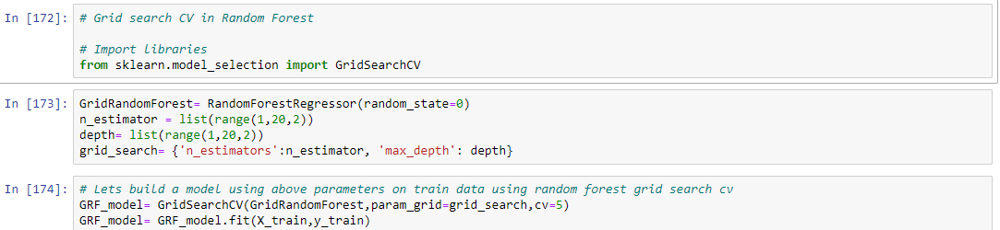 In [172]:
# Grid search CV in Random Forest
# Import libraries
from sklearn.model_selection import GridSearchCV
In [173]:
GridRandomForest= RandomForestRegressor(random_state=0)
n_estimator = list(range(1,20,2))
depth= list(range(1,20,2))
grid_search= {'n_estimators':n_estimator, 'max_depth': depth}
In [174]:
# Lets build a model using above parameters on train data using random forest grid search cv
GRF_model= GridSearchCV(GridRandomForest,param_grid=grid_search,cv=5)
GRF_model= GRF_model.fit(X_train,y_train)